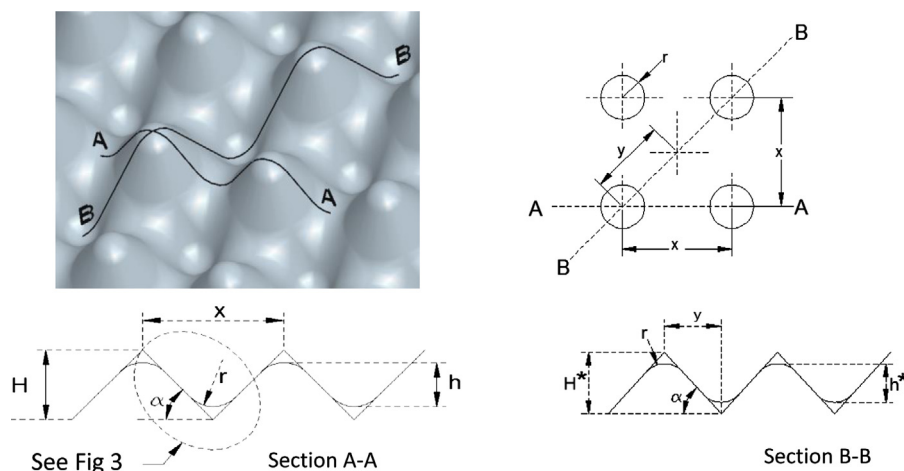 A
A
B
B
r
y
x
x
A
A
B
B
x
H
α
r
h
See Fig 3
Section A-A
y
r
H*
α
h*
Section B-B